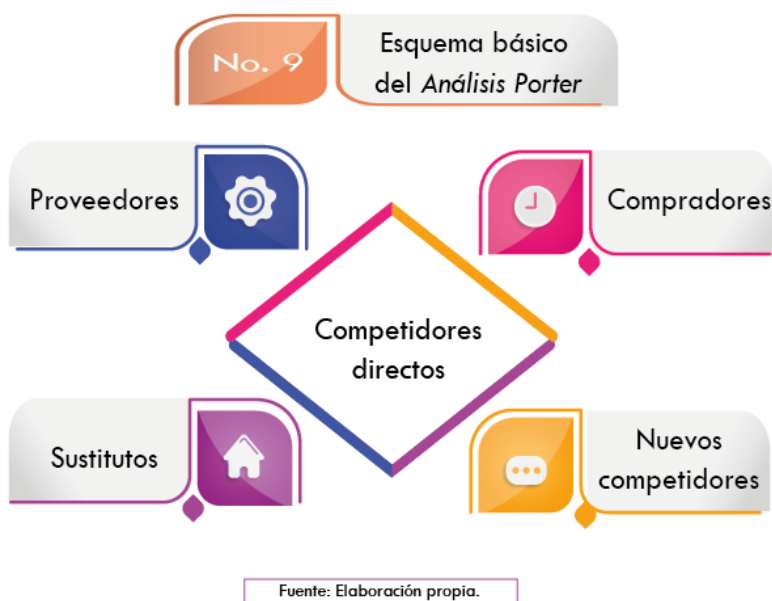 No. 9
Esquema básico
del Análisis Porter
Proveedores
Compradores
Competidores
directos
Sustitutos
Nuevos
competidores
Fuente: Elaboración propia.